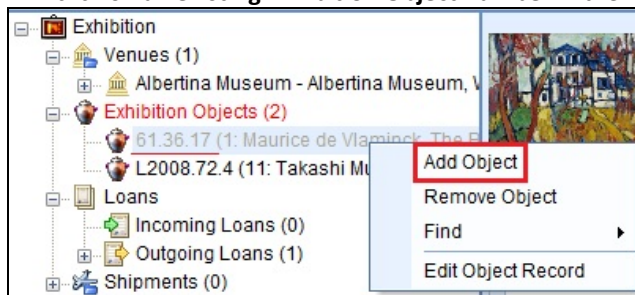 Exhibition
Venues (1)
Albertina Museum - Albertina Museum,
Exhibition Objects (2)
61.36.17 (1: Maurice de Vlaminck, The
L2008.72.4 (11: Takashi
Loans
Incoming Loans (0)
Outgoing Loans (1)
Shipments (0)
Add Object
Remove Object
Find
Edit Object Record